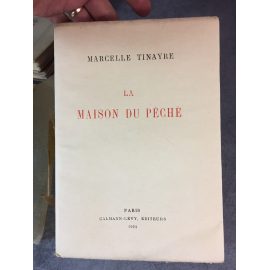 MARCELLE TINAYRE
LA
MAISON DU PÉCHÉ
PARIS
CALMANN-LÉVY, ÉDITEURS